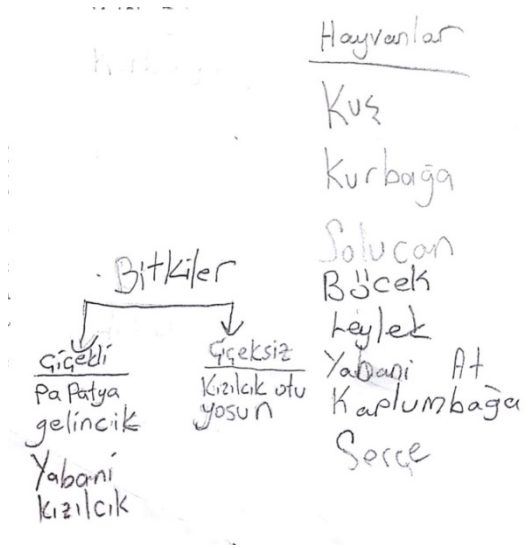 Hayvanlar
Kuş
Kurbağa
Solucan
Böcek
Leylek
Yabani At
Kaplumbağa
Serçe
Bitkiler
Çiçekli
Papatya
gelincik
Yabani
kızılcık
Çiçeksiz
Kızılcık otu
yosun